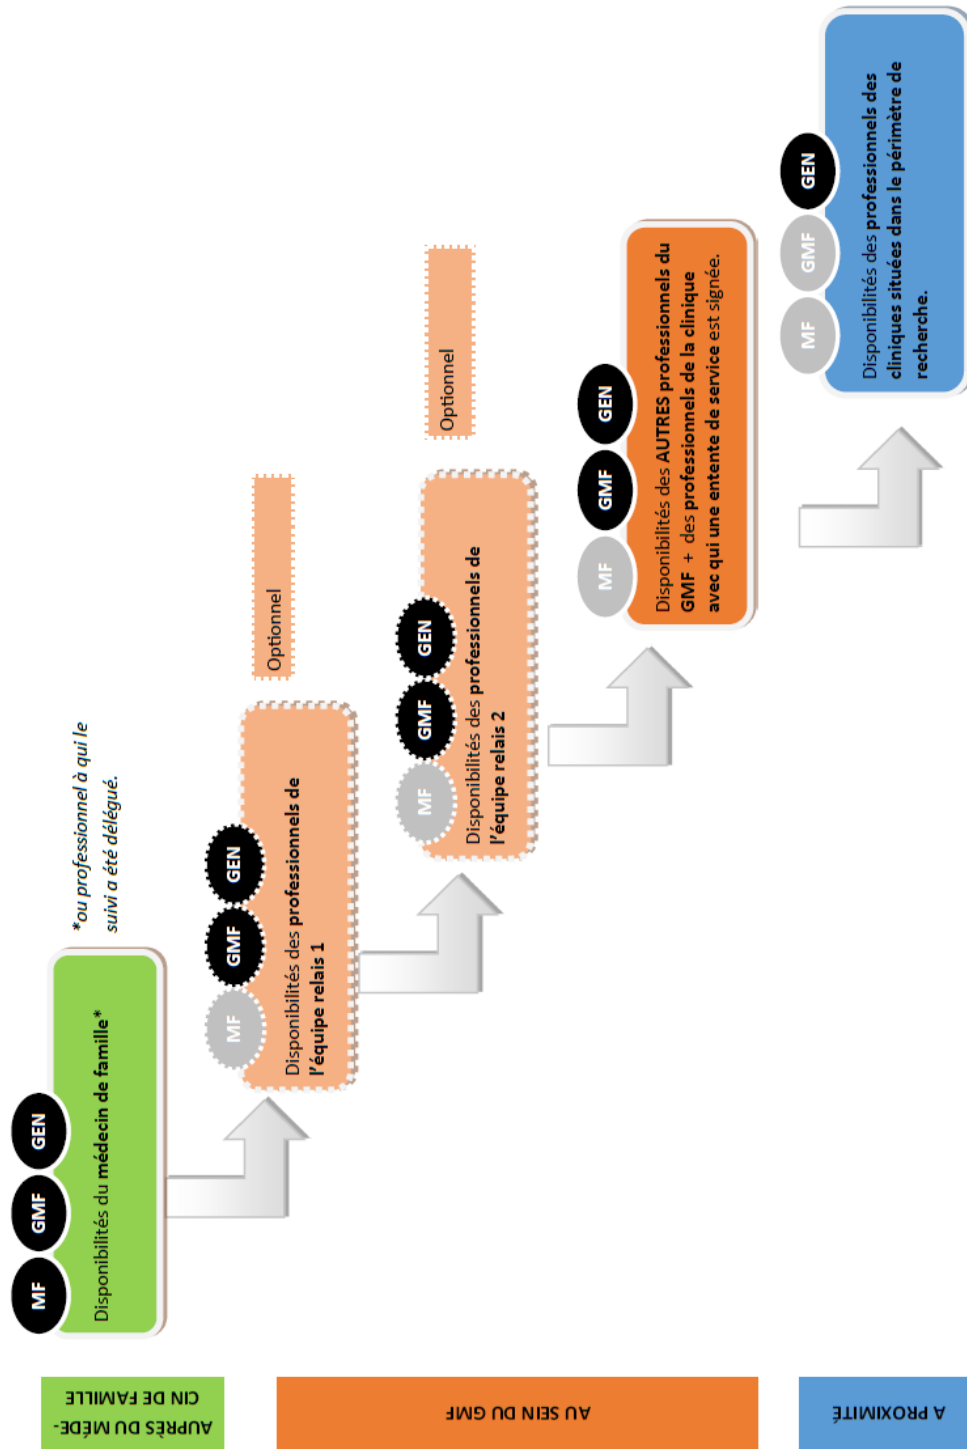 AUPRÈS DU MÉDE-
CIN DE FAMILLE
MF
GMF
GEN
Disponibilités du médecin de famille*
*ou professionnel à qui le
suivi a été délégué.
AU SEIN DU GMF
MF
GMF
GEN
Disponibilités des professionnels de
l'équipe relais 1
Optionnel
MF
GMF
GEN
Disponibilités des professionnels de
l'équipe relais 2
Optionnel
MF
GMF
GEN
Disponibilités des AUTRES professionnels du
GMF + des professionnels de la clinique
avec qui une entente de service est signée.
A PROXIMITÉ
MF
GMF
GEN
Disponibilités des professionnels des
cliniques situées dans le périmètre de
recherche.